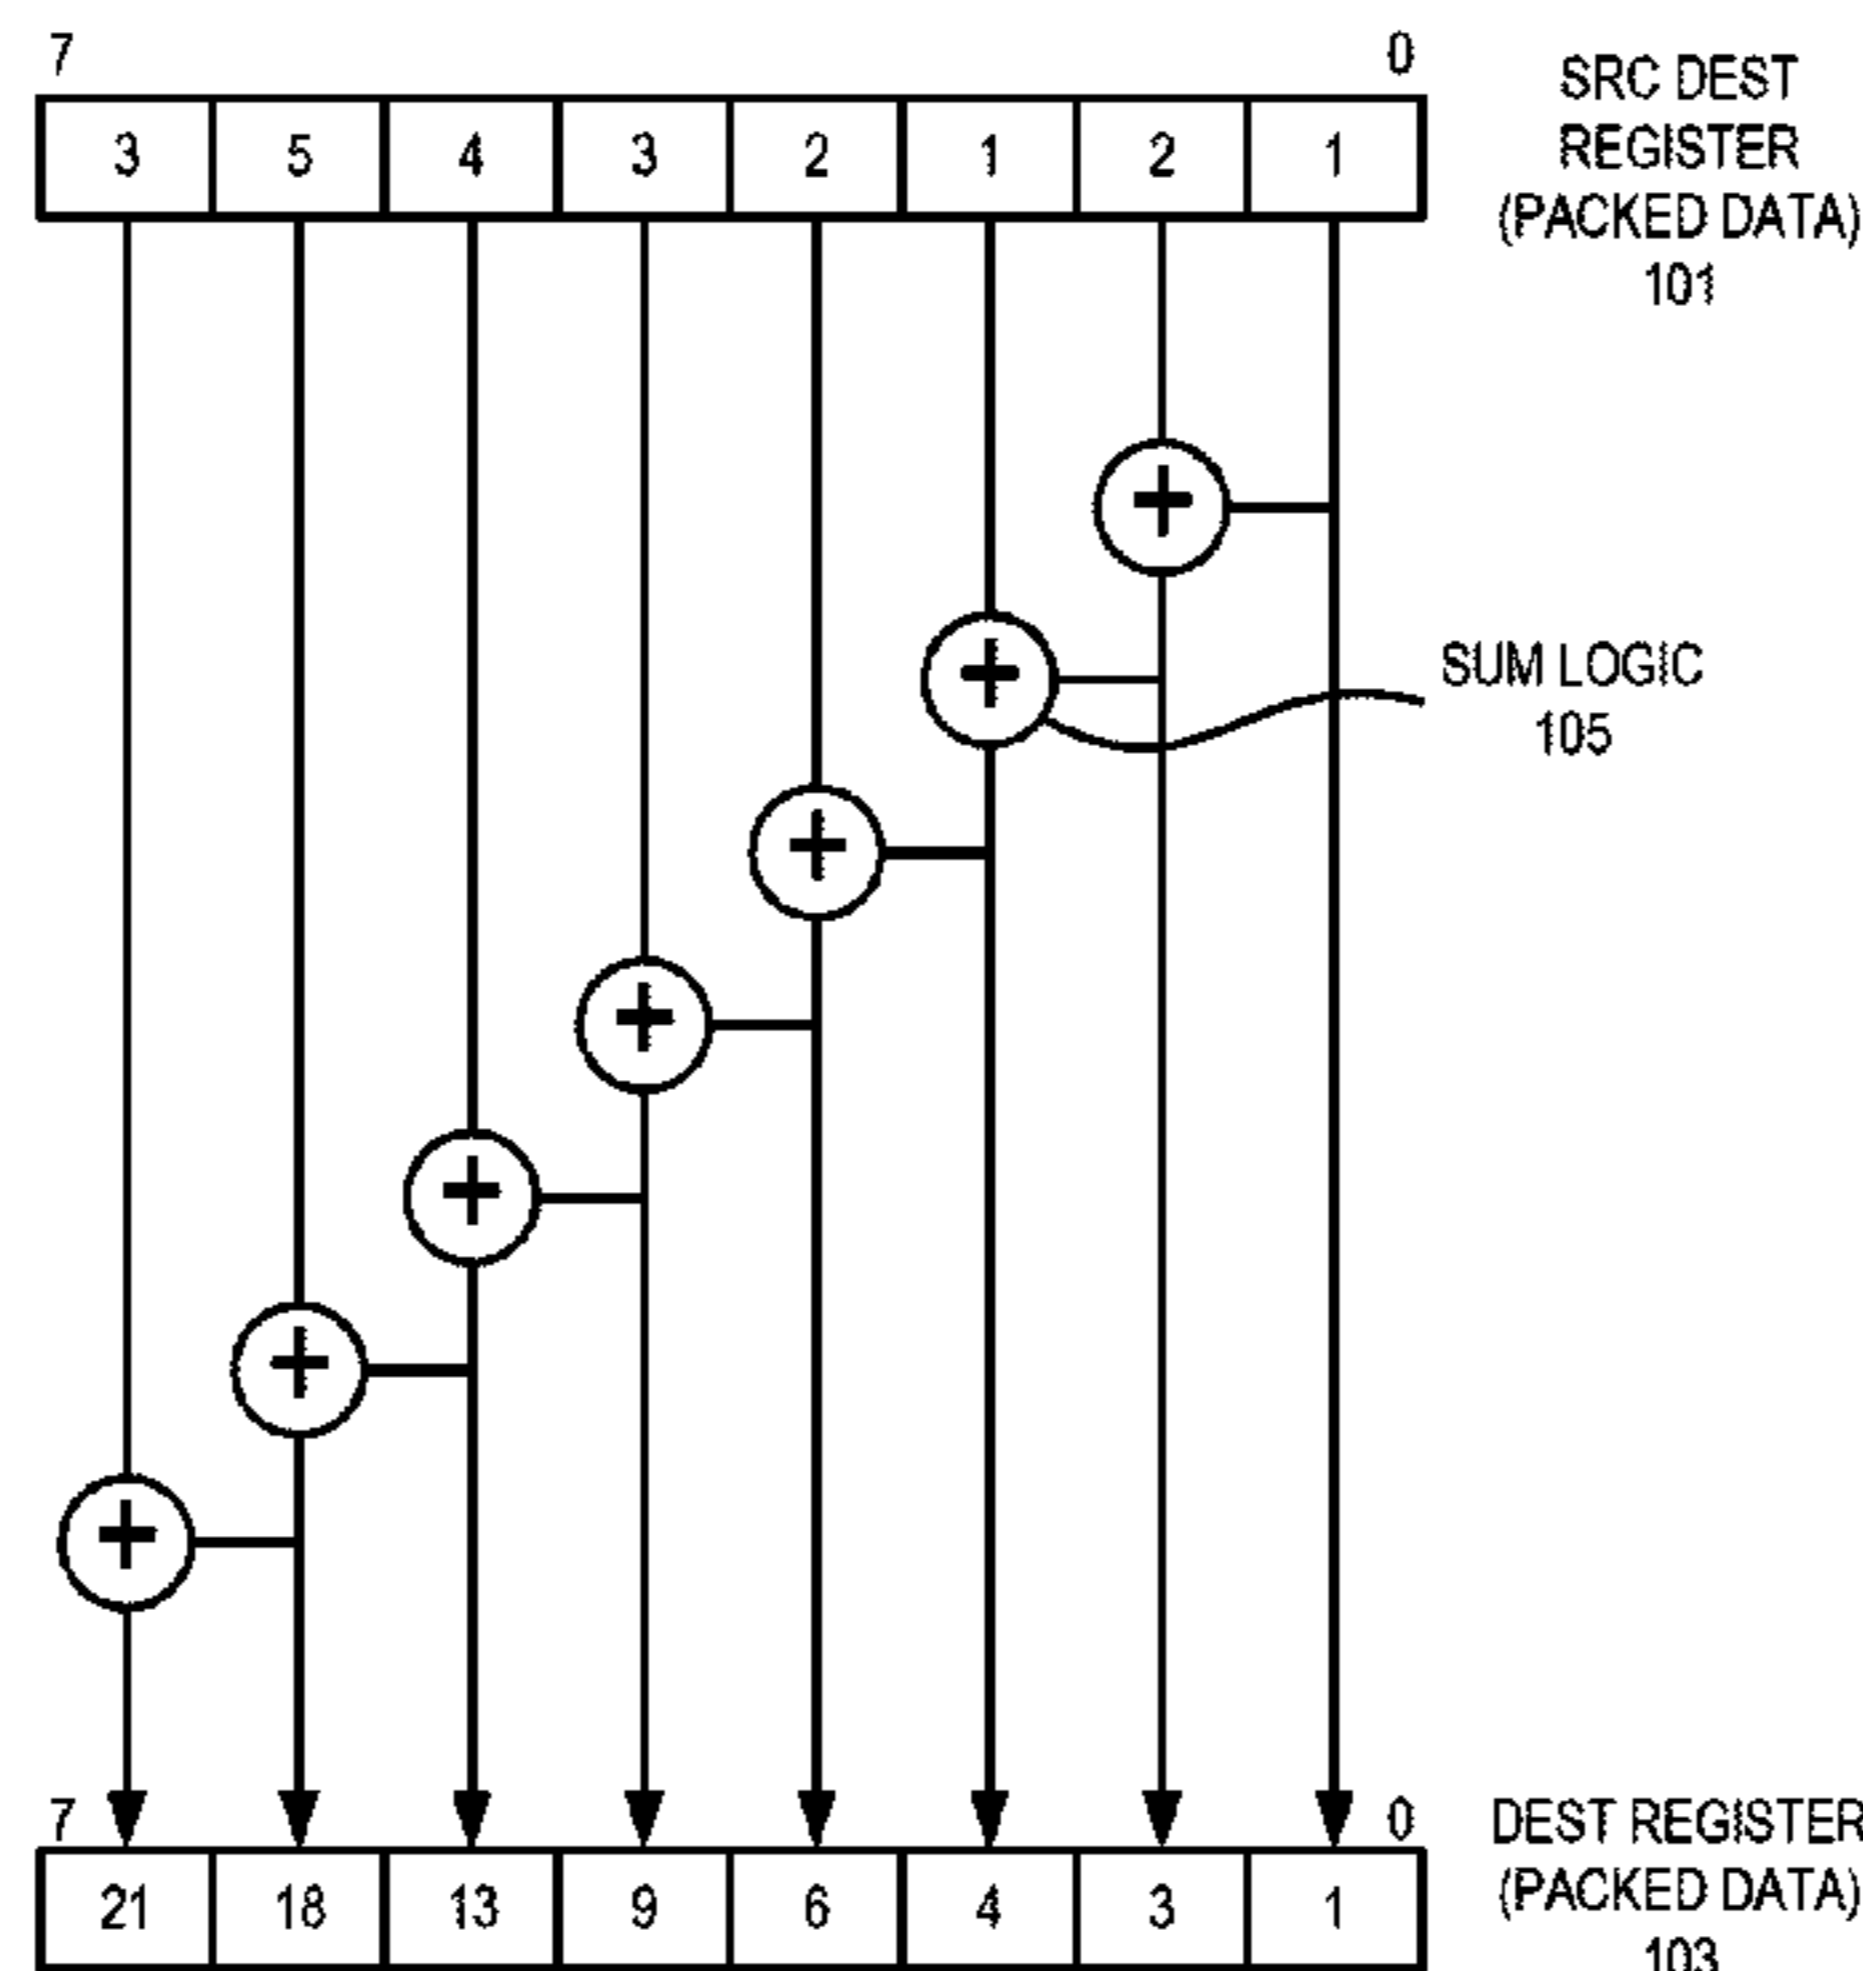 7 0
3 5 4 3 2 1 2 1
SRC DEST
REGISTER
(PACKED DATA)
101
+
+
SUM LOGIC
105
+
+
+
+
+
7 0
21 18 13 9 6 4 3 1
DEST REGISTER
(PACKED DATA)
103